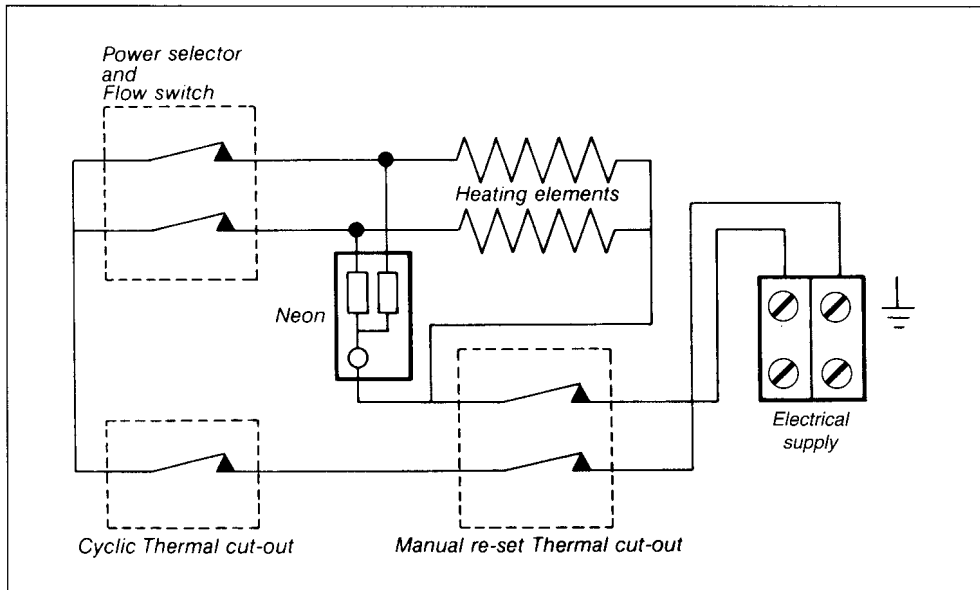 Power selector
and
Flow switch
Heating elements
Neon
Electrical
supply
Cyclic Thermal cut-out
Manual re-set Thermal cut-out